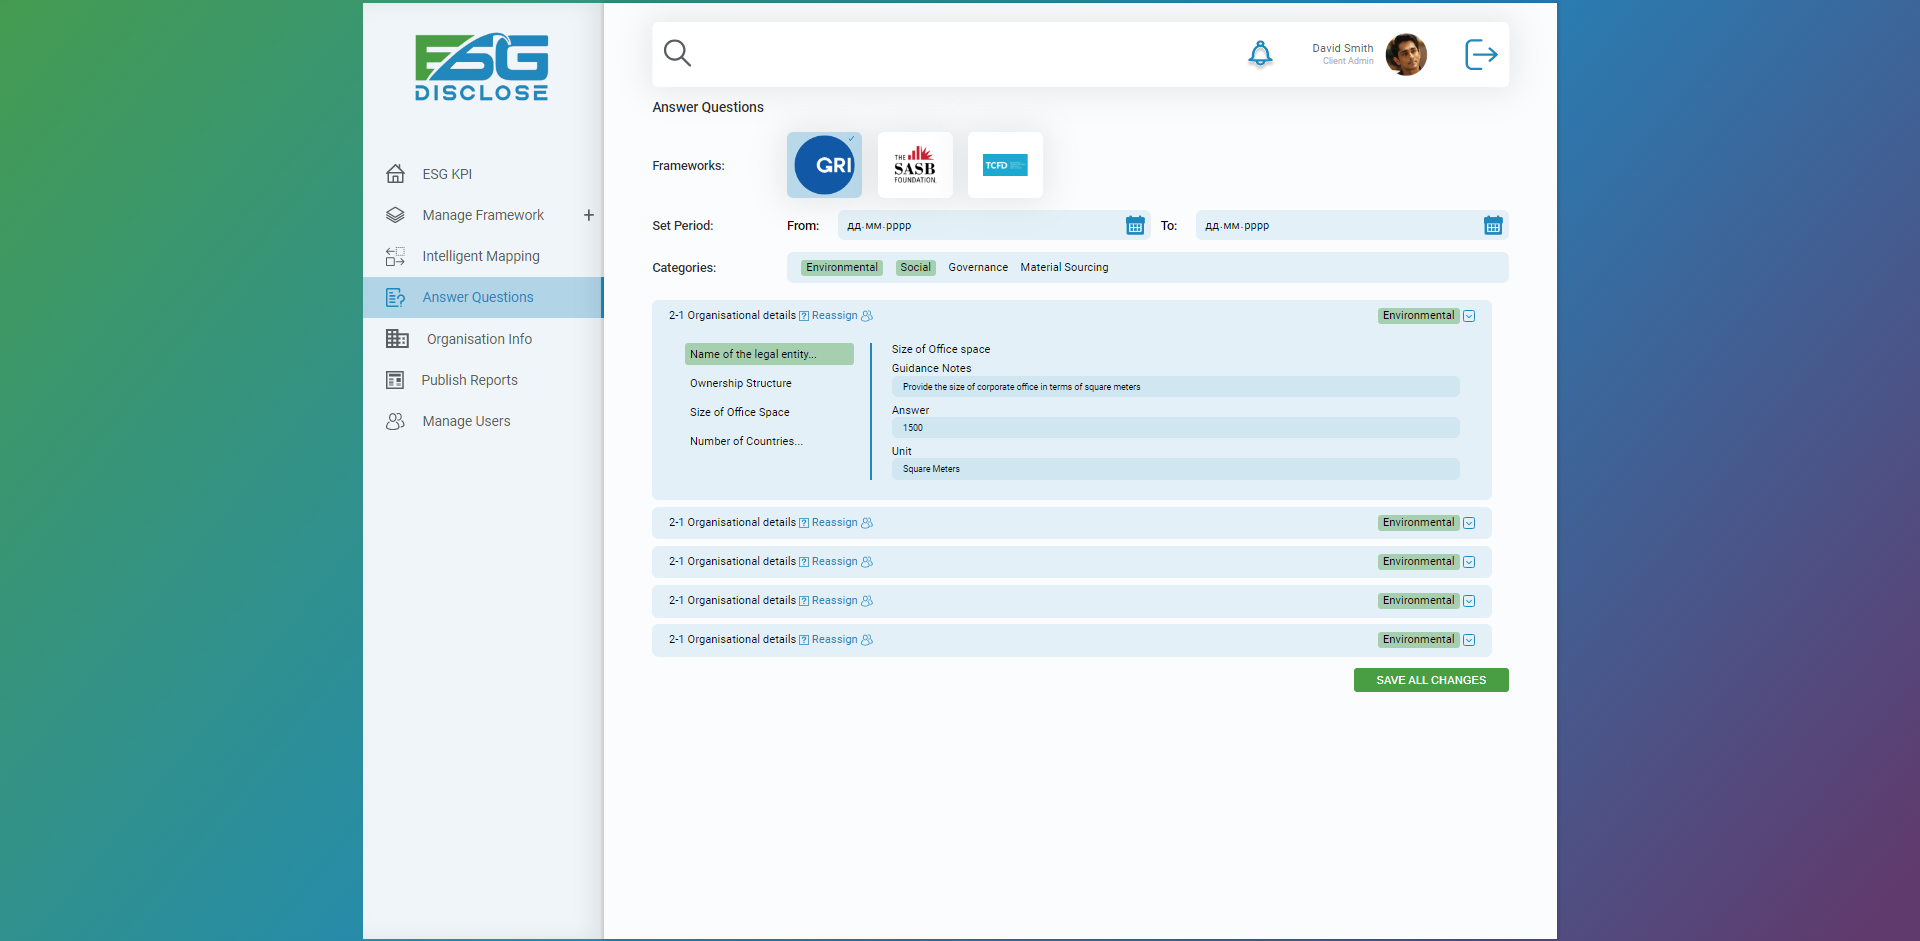 ESG
DISCLOSE
ESG KPI
Manage Framework +
Intelligent Mapping
Answer Questions
Organisation Info
Publish Reports
Manage Users
David Smith
Client Admin
Answer Questions
Frameworks:
GRI
THE
SASB
FOUNDATION
TCFD
Set Period: From: дд.мм.рррр To: дд.мм.рррр
Categories: Environmental Social Governance Material Sourcing
2-1 Organisational details ? Reassign Environmental
Name of the legal entity...
Ownership Structure
Size of Office Space
Number of Countries...
Size of Office space
Guidance Notes
Provide the size of corporate office in terms of square meters
Answer
1500
Unit
Square Meters
2-1 Organisational details ? Reassign Environmental
2-1 Organisational details ? Reassign Environmental
2-1 Organisational details ? Reassign Environmental
2-1 Organisational details ? Reassign Environmental
SAVE ALL CHANGES